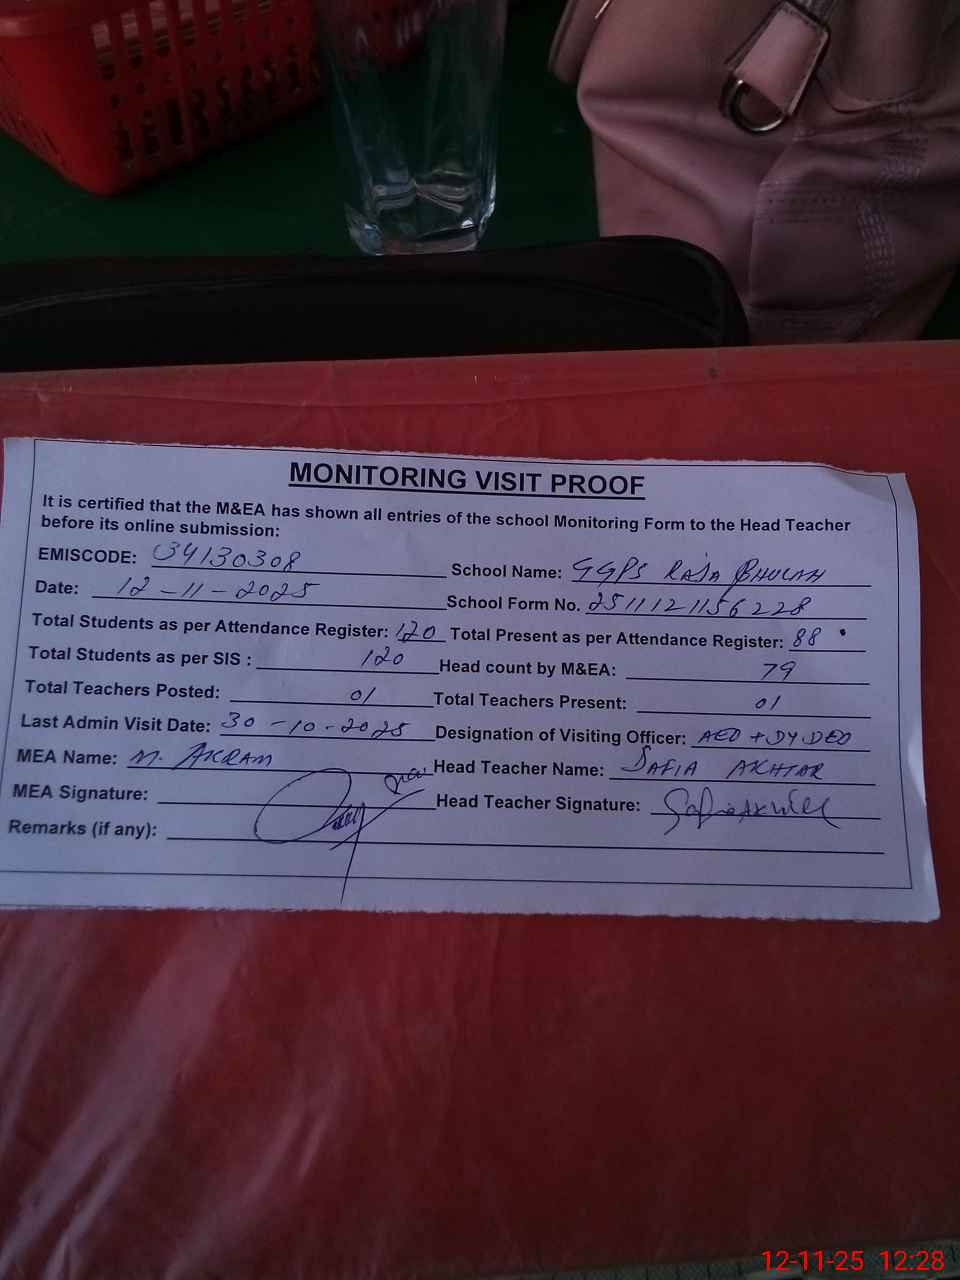 MONITORING VISIT PROOF
It is certified that the M&EA has shown all entries of the school Monitoring Form to the Head Teacher
before its online submission:
EMISCODE: 34130308 School Name: GGPS RAJA BHULAH
Date: 12-11-2025 School Form No. 2511121156228
Total Students as per Attendance Register: 120 Total Present as per Attendance Register: 88
Total Students as per SIS : 120 Head count by M&EA: 79
Total Teachers Posted: 01 Total Teachers Present: 01
Last Admin Visit Date: 30-10-2025 Designation of Visiting Officer: AEO + DY DEO
MEA Name: M. AKRAM Head Teacher Name: SAFIA AKHTAR
MEA Signature: Head Teacher Signature:
Remarks (if any):
12-11-25 12:28